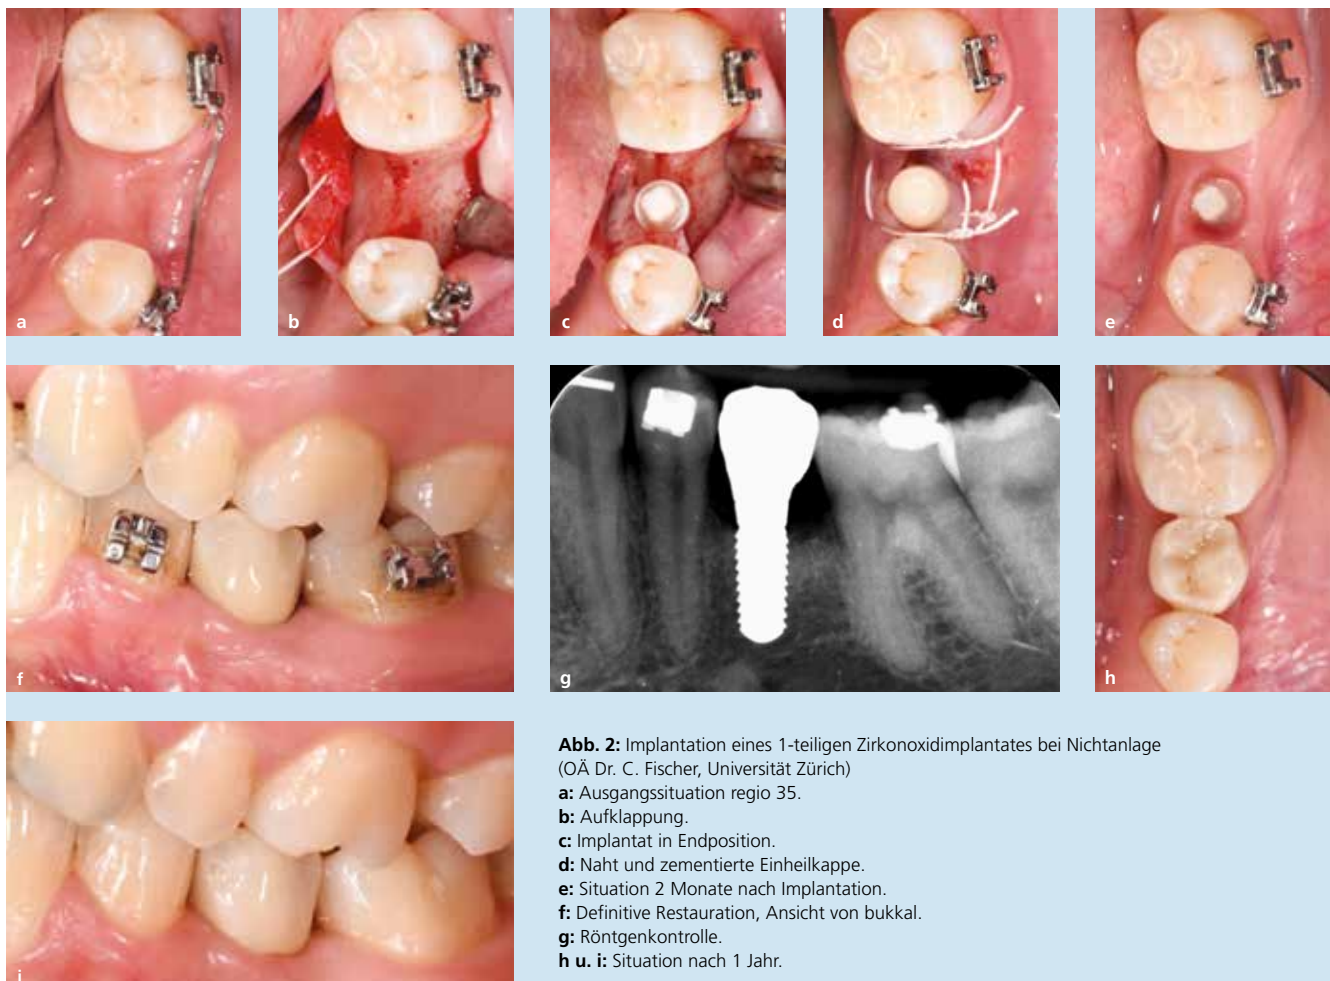 a
b
c
d
e
f
g
h
i
Abb. 2: Implantation eines 1-teiligen Zirkonoxidimplantates bei Nichtanlage
(OÄ Dr. C. Fischer, Universität Zürich)
a: Ausgangssituation regio 35.
b: Aufklappung.
c: Implantat in Endposition.
d: Naht und zementierte Einheilkappe.
e: Situation 2 Monate nach Implantation.
f: Definitive Restauration, Ansicht von bukkal.
g: Röntgenkontrolle.
h u. i: Situation nach 1 Jahr.